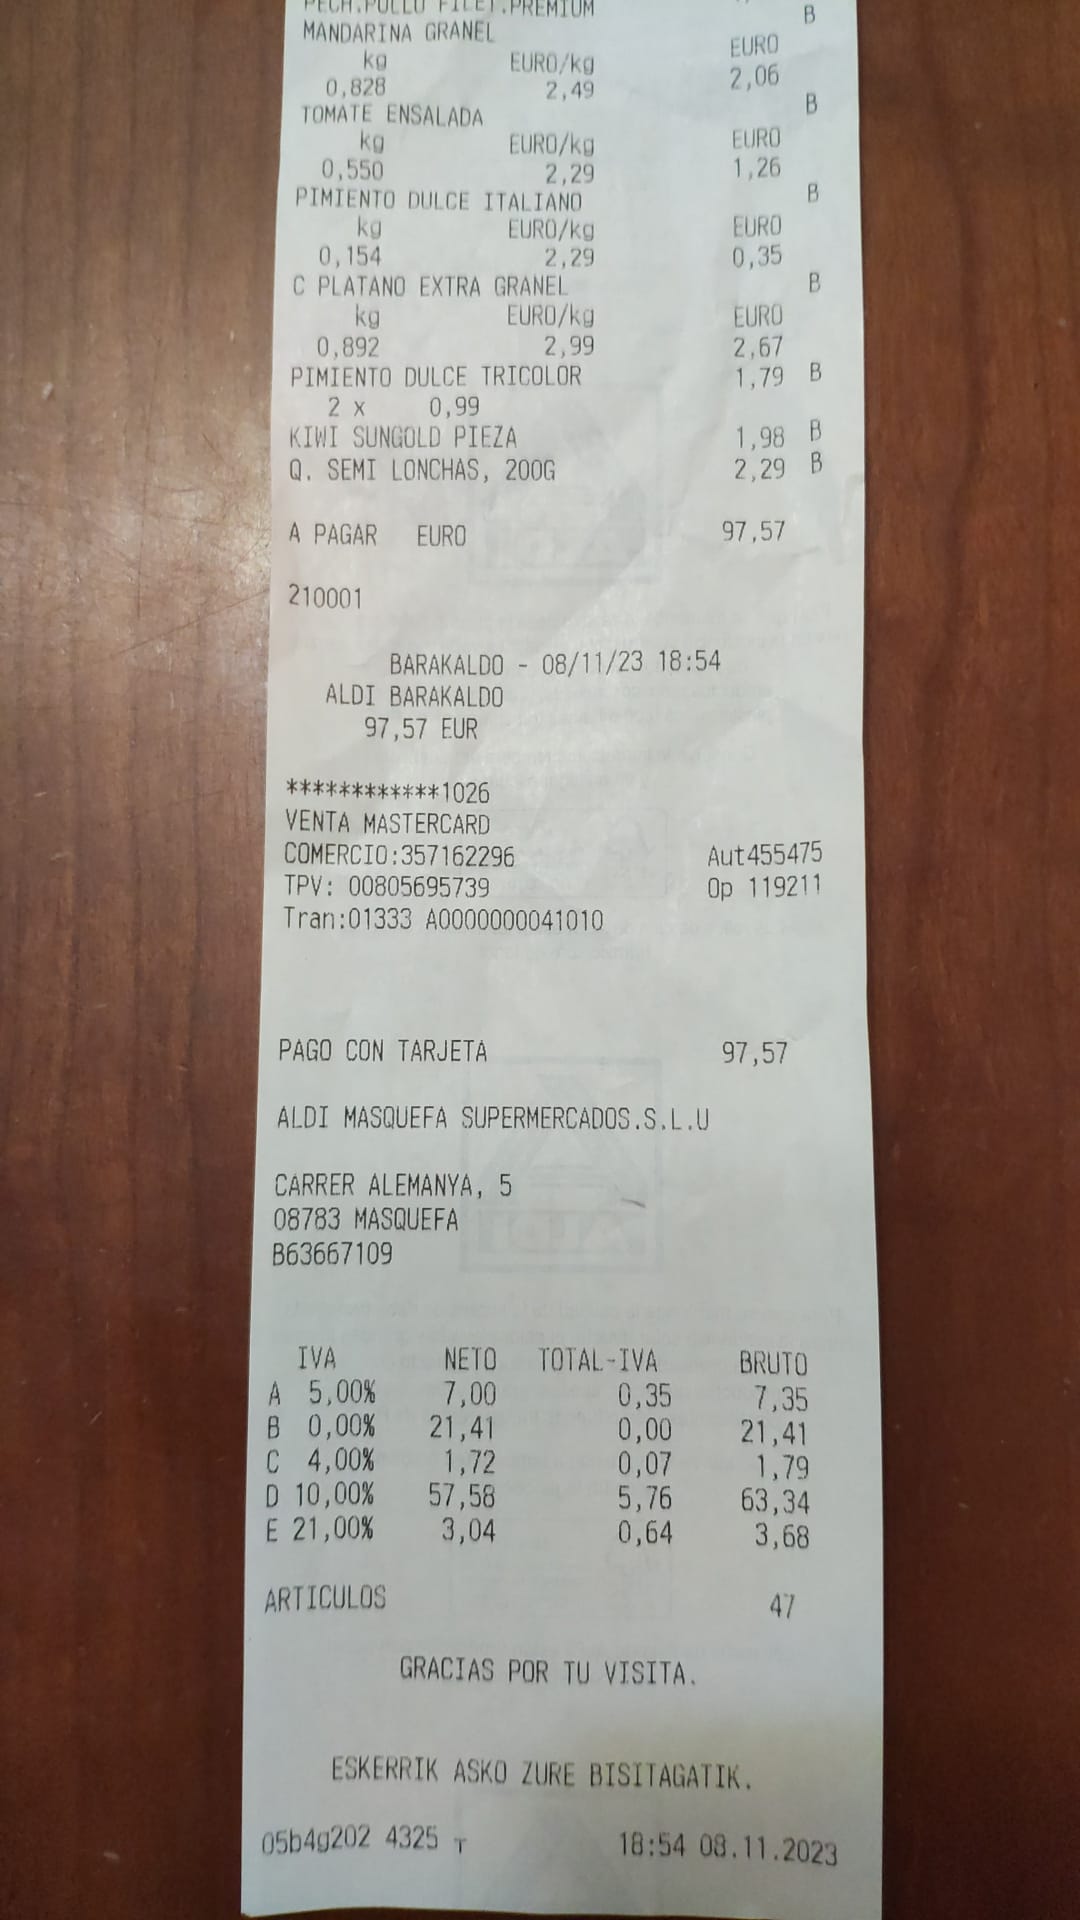 PECH.POLLO FILET.PREMIUM
B
MANDARINA GRANEL
kg EURO/kg EURO
0,828 2,49 2,06
TOMATE ENSALADA B
kg EURO/kg EURO
0,550 2,29 1,26
PIMIENTO DULCE ITALIANO B
kg EURO/kg EURO
0,154 2,29 0,35
C PLATANO EXTRA GRANEL B
kg EURO/kg EURO
0,892 2,99 2,67
PIMIENTO DULCE TRICOLOR 1,79 B
2 x 0,99
KIWI SUNGOLD PIEZA 1,98 B
Q. SEMI LONCHAS, 200G 2,29 B
A PAGAR EURO 97,57
210001
BARAKALDO - 08/11/23 18:54
ALDI BARAKALDO
97,57 EUR
************1026
VENTA MASTERCARD
COMERCIO:357162296 Aut455475
TPV: 00805695739 Op 119211
Tran:01333 A0000000041010
PAGO CON TARJETA 97,57
ALDI MASQUEFA SUPERMERCADOS.S.L.U
CARRER ALEMANYA, 5
08783 MASQUEFA
B63667109
IVA NETO TOTAL-IVA BRUTO
A 5,00% 7,00 0,35 7,35
B 0,00% 21,41 0,00 21,41
C 4,00% 1,72 0,07 1,79
D 10,00% 57,58 5,76 63,34
E 21,00% 3,04 0,64 3,68
ARTICULOS 47
GRACIAS POR TU VISITA.
ESKERRIK ASKO ZURE BISITAGATIK.
05b4g202 4325 T 18:54 08.11.2023